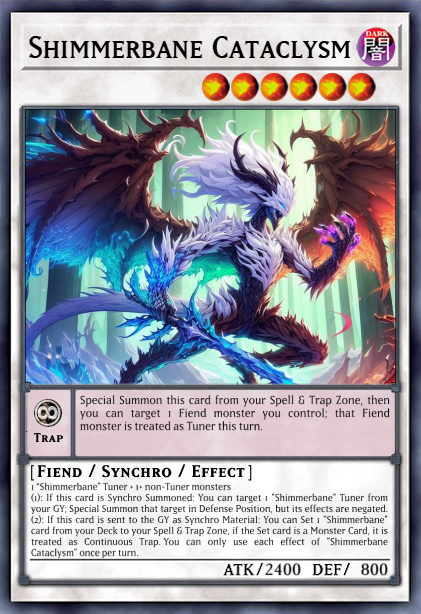 Shimmerbane Cataclysm
DARK
闇
Special Summon this card from your Spell & Trap Zone, then
you can target 1 Fiend monster you control; that Fiend
monster is treated as Tuner this turn.
Trap
[Fiend / Synchro / Effect]
1 "Shimmerbane" Tuner + 1+ non-Tuner monsters
(1): If this card is Synchro Summoned: You can target 1 "Shimmerbane" Tuner from
your GY; Special Summon that target in Defense Position, but its effects are negated.
(2): If this card is sent to the GY as Synchro Material: You can Set 1 "Shimmerbane"
card from your Deck to your Spell & Trap Zone, if the Set card is a Monster Card, it is
treated as Continuous Trap. You can only use each effect of "Shimmerbane
Cataclysm" once per turn.
ATK/2400 DEF/ 800